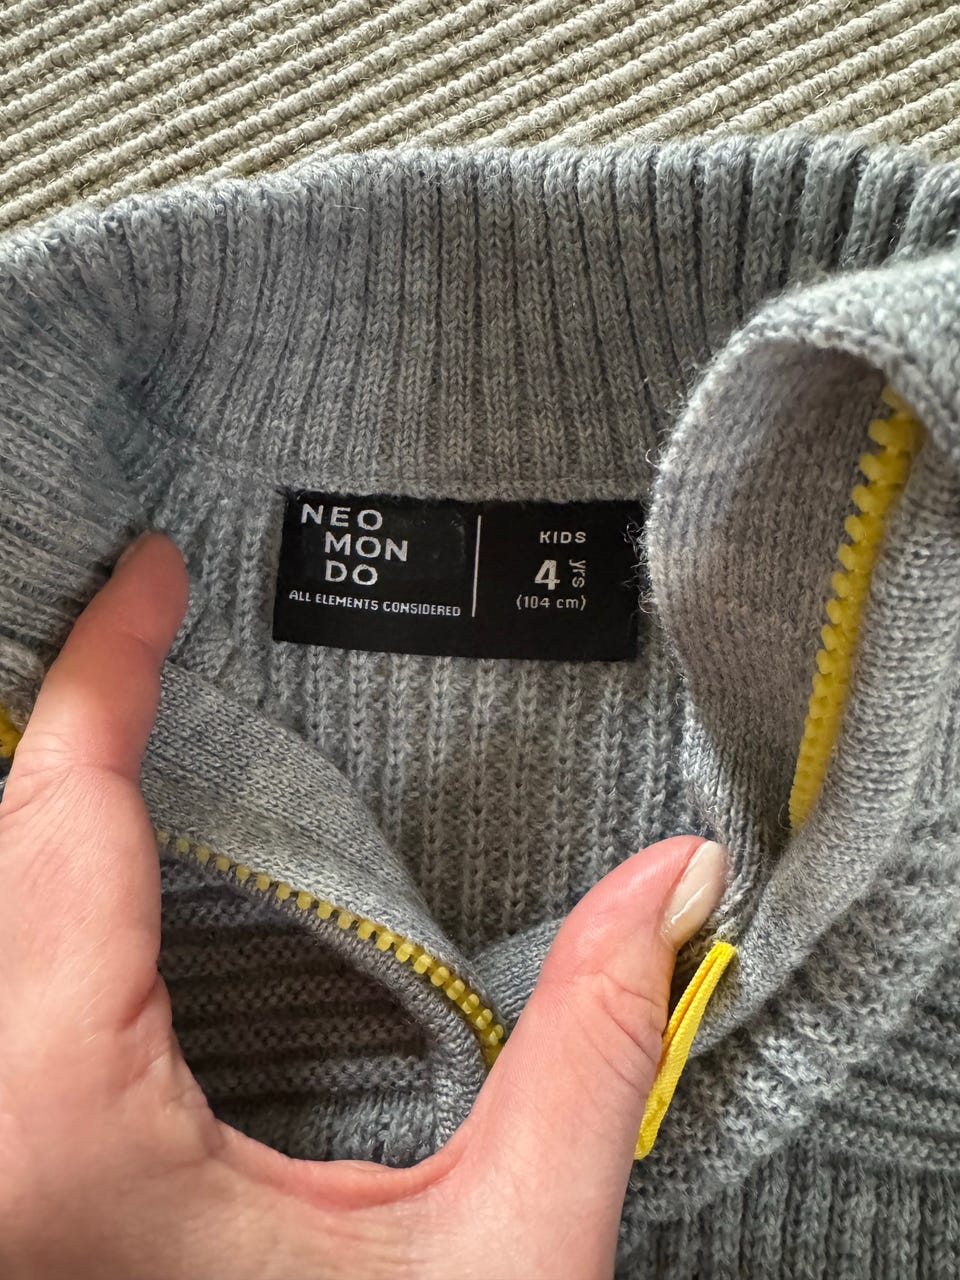 NEO
MON
DO
ALL ELEMENTS CONSIDERED
KIDS
4 yrs
(104 cm)